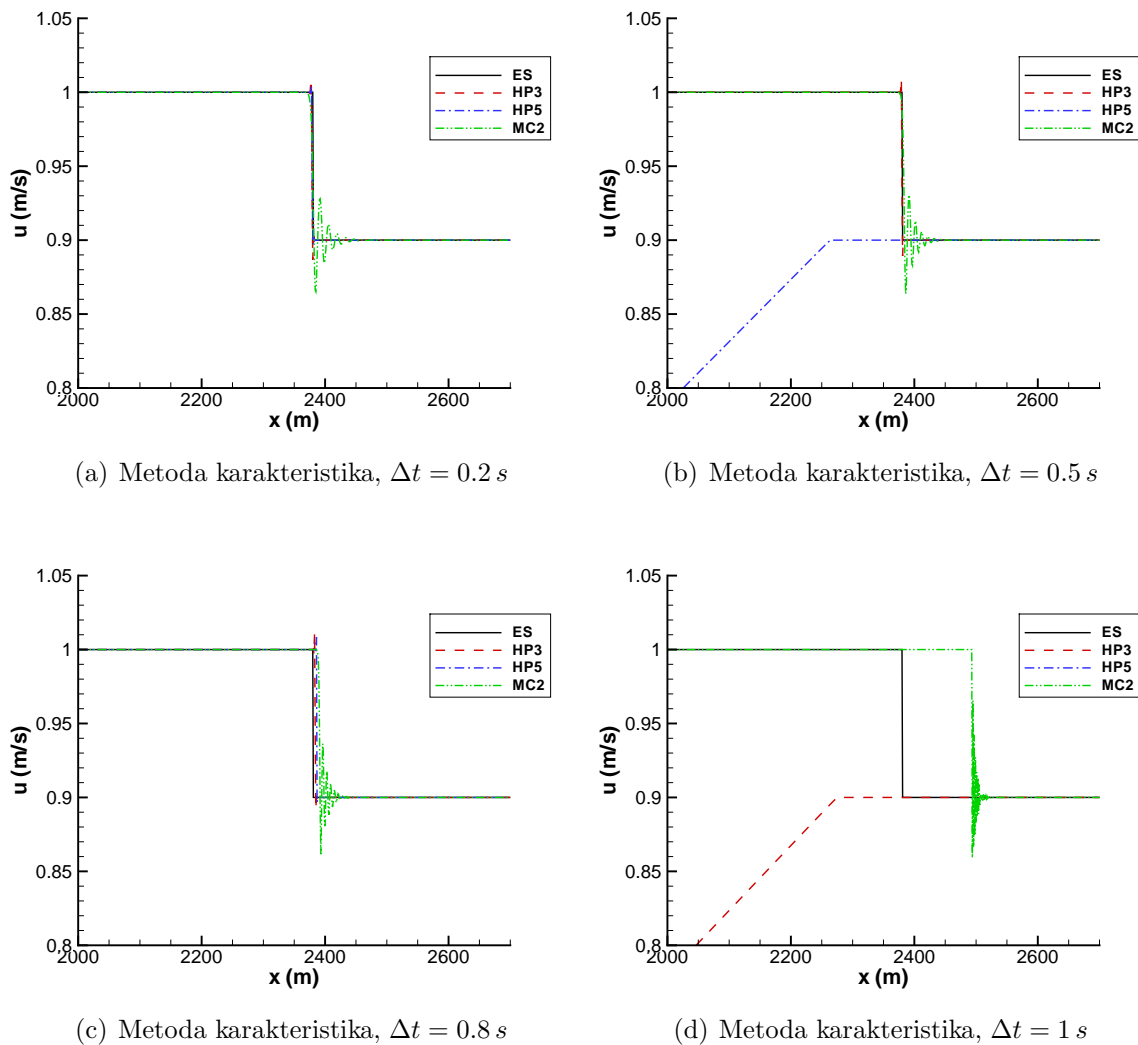 1.05
1
0.95
0.9
0.85
0.8
u (m/s)
2000
2200
2400
2600
x (m)
ES
HP3
HP5
MC2
(a) Metoda karakteristika, Δt = 0.2 s
1.05
1
0.95
0.9
0.85
0.8
u (m/s)
2000
2200
2400
2600
x (m)
ES
HP3
HP5
MC2
(b) Metoda karakteristika, Δt = 0.5 s
1.05
1
0.95
0.9
0.85
0.8
u (m/s)
2000
2200
2400
2600
x (m)
ES
HP3
HP5
MC2
(c) Metoda karakteristika, Δt = 0.8 s
1.05
1
0.95
0.9
0.85
0.8
u (m/s)
2000
2200
2400
2600
x (m)
ES
HP3
HP5
MC2
(d) Metoda karakteristika, Δt = 1 s